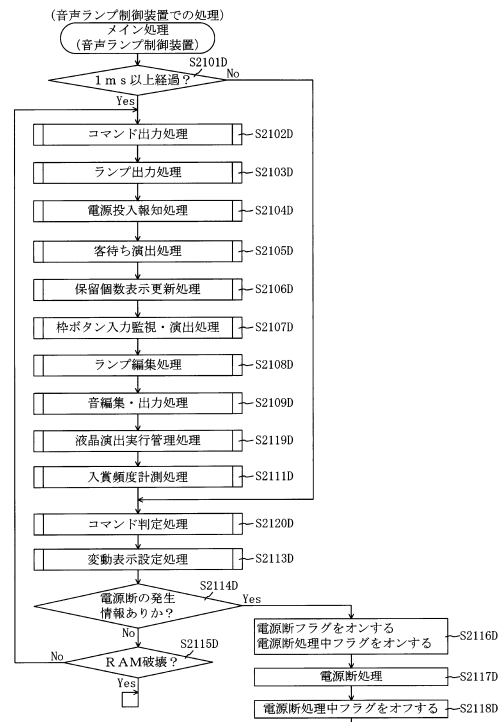 (音声ランプ制御装置での処理)
メイン処理
(音声ランプ制御装置)
S2101D
1ms以上経過？
No
Yes
コマンド出力処理
S2102D
ランプ出力処理
S2103D
電源投入報知処理
S2104D
客待ち演出処理
S2105D
保留個数表示更新処理
S2106D
枠ボタン入力監視・演出処理
S2107D
ランプ編集処理
S2108D
音編集・出力処理
S2109D
液晶演出実行管理処理
S2119D
入賞頻度計測処理
S2111D
コマンド判定処理
S2120D
変動表示設定処理
S2113D
S2114D
電源断の発生
情報ありか？
Yes
No
S2115D
RAM破壊？
No
Yes
電源断フラグをオンする
電源断処理中フラグをオンする
S2116D
電源断処理
S2117D
電源断処理中フラグをオフする
S2118D